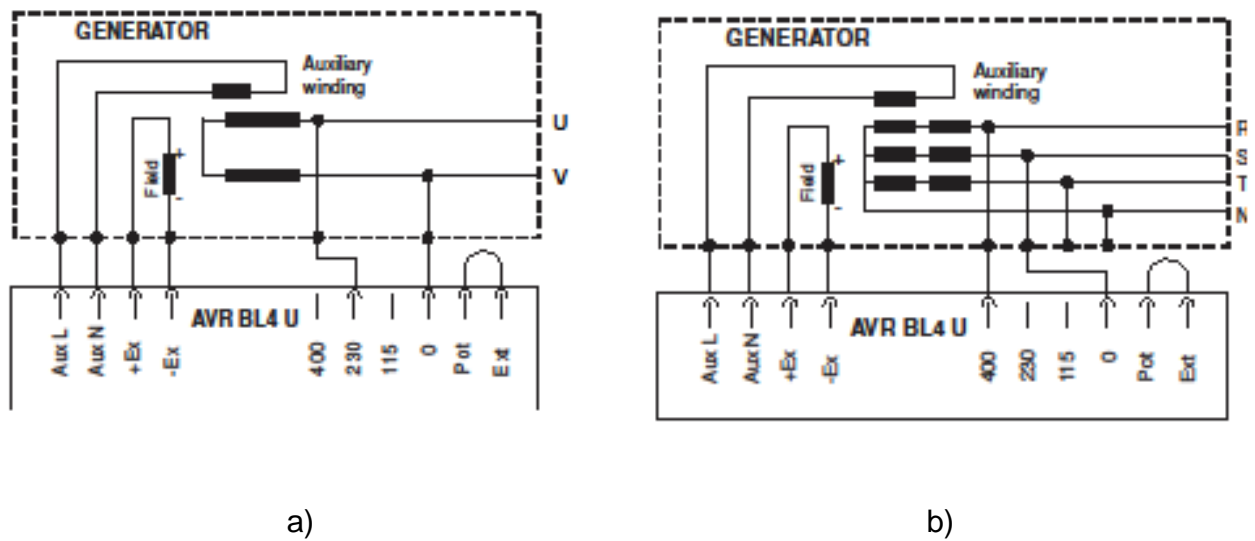 GENERATOR
Auxiliary
winding
U
+
Field
V
-
AVR BL4 U
Aux L
Aux N
+Ex
-Ex
400
230
115
0
Pot
Ext
a)
GENERATOR
Auxiliary
winding
R
S
+
Field
T
-
N
AVR BL4 U
Aux L
Aux N
+Ex
-Ex
400
230
115
0
Pot
Ext
b)